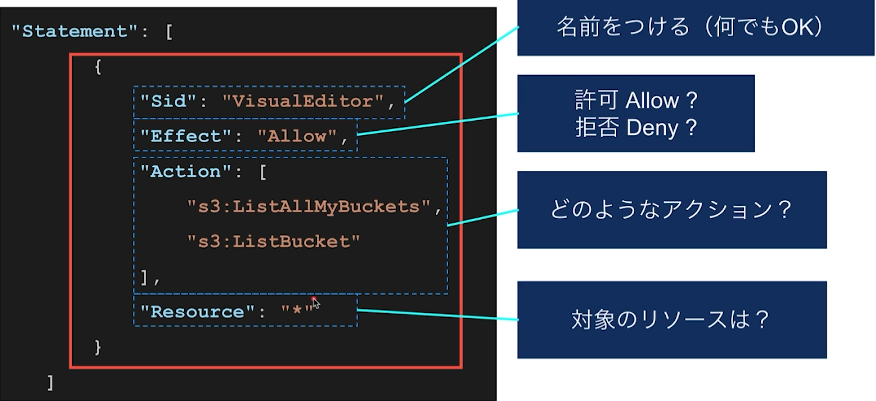 "Statement": [
{
"Sid": "VisualEditor",
"Effect": "Allow",
"Action": [
"s3:ListAllMyBuckets",
"s3:ListBucket"
],
"Resource": "*"
}
]
名前をつける（何でもOK）
許可 Allow ?
拒否 Deny ?
どのようなアクション？
対象のリソースは？